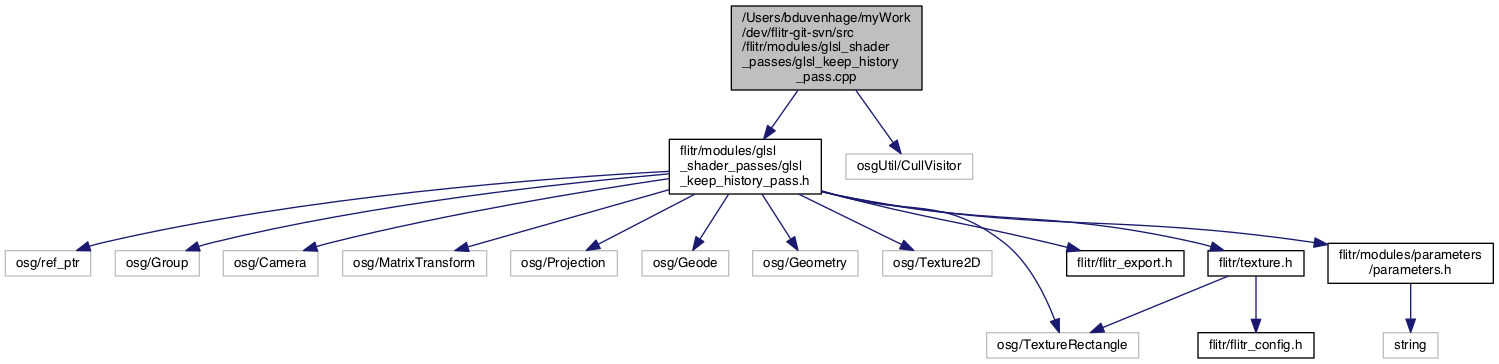 /Users/bduvenhage/myWork
/dev/flitr-git-svn/src
/flitr/modules/glsl_shader
_passes/glsl_keep_history
_pass.cpp
flitr/modules/glsl
_shader_passes/glsl
_keep_history_pass.h
osgUtil/CullVisitor
osg/ref_ptr
osg/Group
osg/Camera
osg/MatrixTransform
osg/Projection
osg/Geode
osg/Geometry
osg/Texture2D
flitr/flitr_export.h
flitr/texture.h
flitr/modules/parameters
/parameters.h
osg/TextureRectangle
flitr/flitr_config.h
string